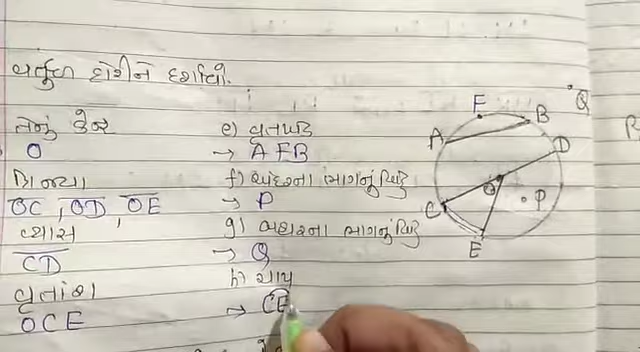 વર્તુળ દોરીને દર્શાવો.
તેનું કેન્દ્ર
O
ત્રિજ્યા
OC, OD, OE
વ્યાસ
CD
વૃતાંશ
OCE
e) વૃતખંડ
→ AFB
f) અંદરના ભાગનું બિંદુ
→ P
g) બહારના ભાગનું બિંદુ
→ Q
h) ચાપ
→ CE
F
B
Q
A
D
O
P
C
E